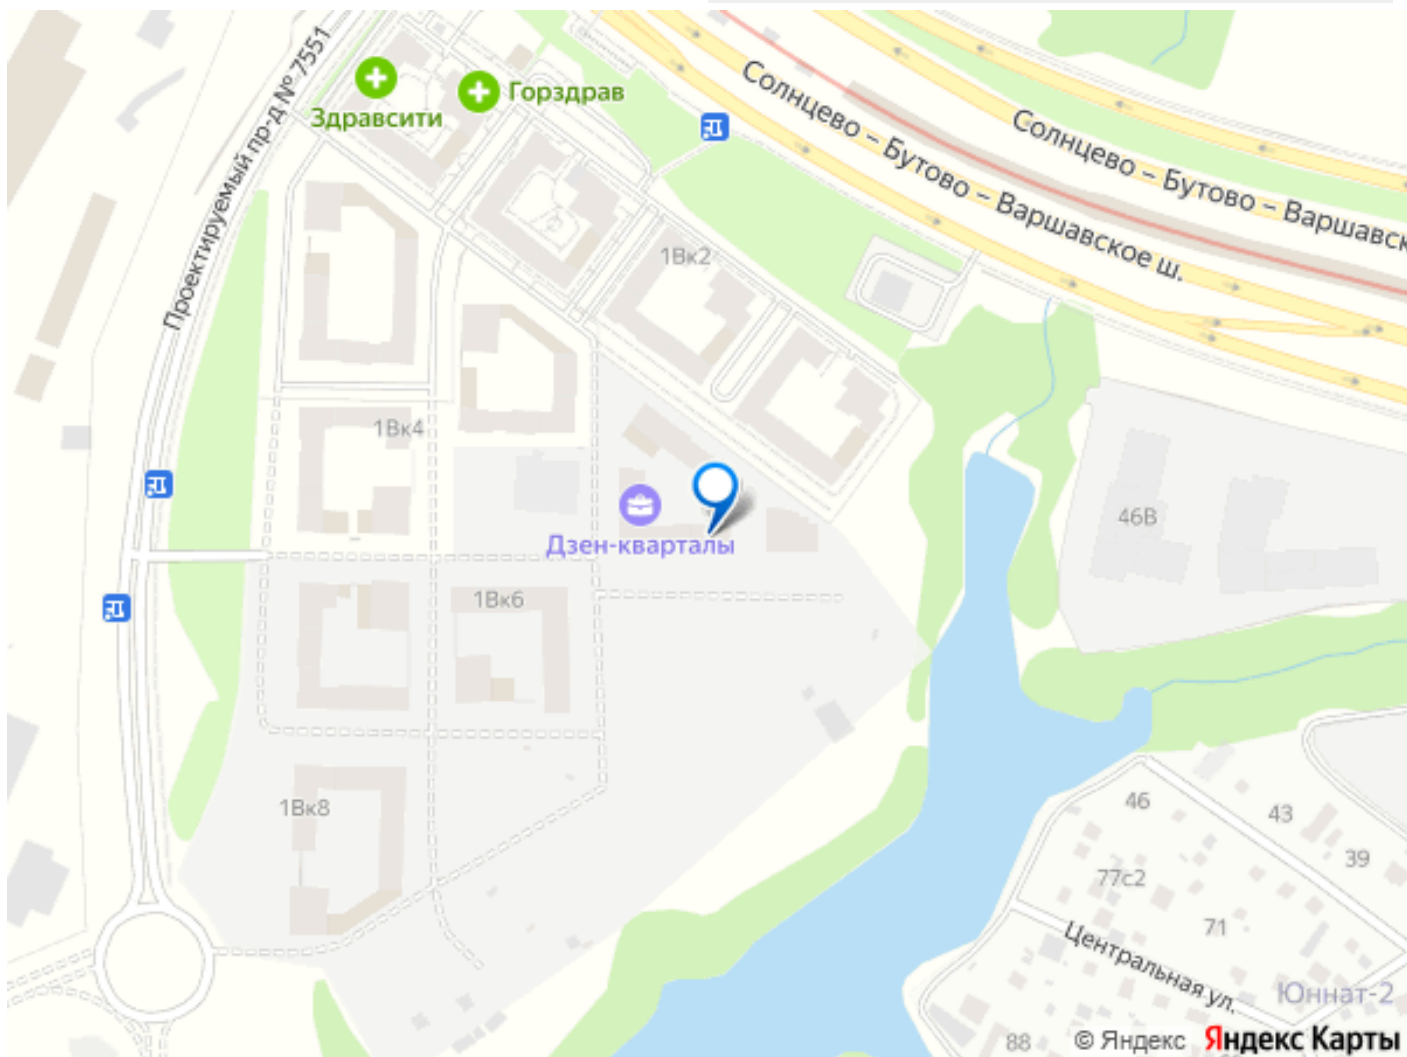 Проектируемый пр-д № 7551
Здравсити
Горздрав
Солнцево – Бутово – Варшавское ш.
Солнцево – Бутово – Варшавск
1Вк2
1Вк4
Дзен-кварталы
46В
1Вк6
1Вк8
46
43
39
77с2
71
Центральная ул.
Юннат-2
88
© Яндекс Яндекс Карты